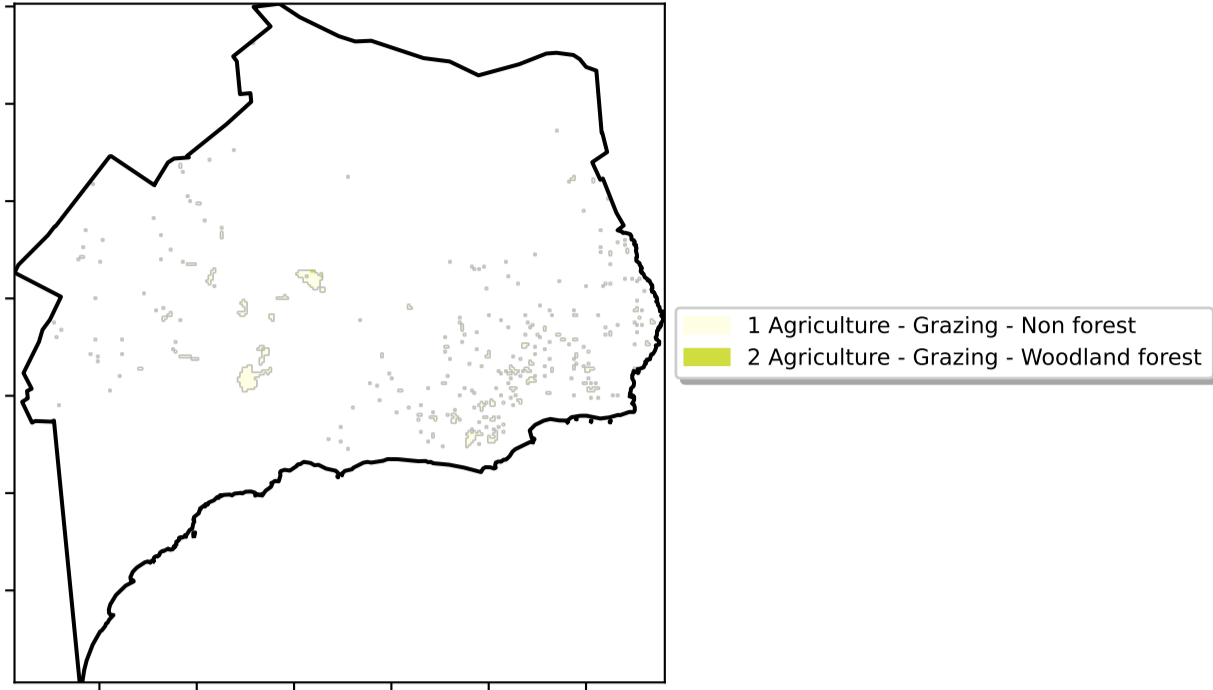 1 Agriculture - Grazing - Non forest
2 Agriculture - Grazing - Woodland forest